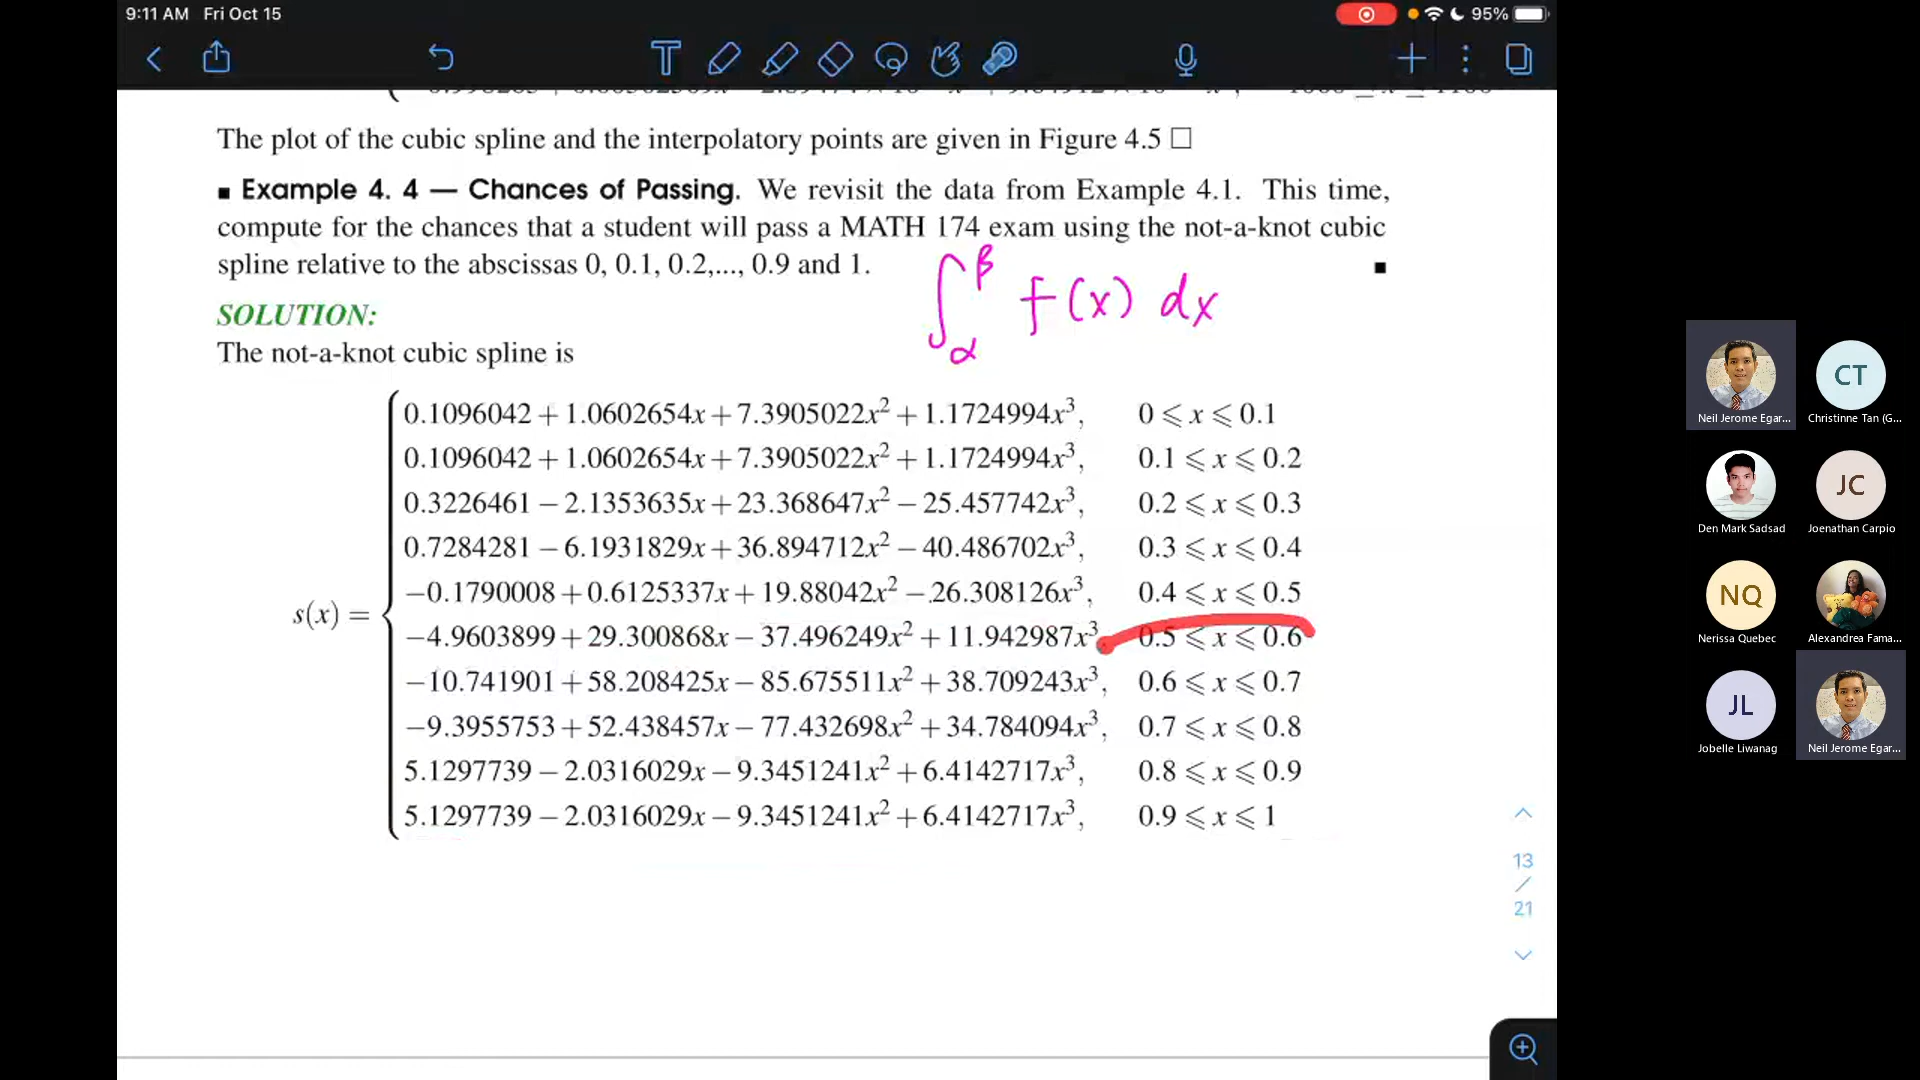 9:11 AM Fri Oct 15
95%
The plot of the cubic spline and the interpolatory points are given in Figure 4.5 □
■ Example 4. 4 — Chances of Passing. We revisit the data from Example 4.1. This time,
compute for the chances that a student will pass a MATH 174 exam using the not-a-knot cubic
spline relative to the abscissas 0, 0.1, 0.2,..., 0.9 and 1. ■
∫_α^β f(x) dx
SOLUTION:
The not-a-knot cubic spline is
0.1096042 + 1.0602654x + 7.3905022x² + 1.1724994x³, 0 ⩽ x ⩽ 0.1
0.1096042 + 1.0602654x + 7.3905022x² + 1.1724994x³, 0.1 ⩽ x ⩽ 0.2
0.3226461 − 2.1353635x + 23.368647x² − 25.457742x³, 0.2 ⩽ x ⩽ 0.3
0.7284281 − 6.1931829x + 36.894712x² − 40.486702x³, 0.3 ⩽ x ⩽ 0.4
−0.1790008 + 0.6125337x + 19.88042x² − 26.308126x³, 0.4 ⩽ x ⩽ 0.5
s(x) =
−4.9603899 + 29.300868x − 37.496249x² + 11.942987x³, 0.5 ⩽ x ⩽ 0.6
−10.741901 + 58.208425x − 85.675511x² + 38.709243x³, 0.6 ⩽ x ⩽ 0.7
−9.3955753 + 52.438457x − 77.432698x² + 34.784094x³, 0.7 ⩽ x ⩽ 0.8
5.1297739 − 2.0316029x − 9.3451241x² + 6.4142717x³, 0.8 ⩽ x ⩽ 0.9
5.1297739 − 2.0316029x − 9.3451241x² + 6.4142717x³, 0.9 ⩽ x ⩽ 1
13
/
21
CT
Neil Jerome Egar...
Christinne Tan (G...
JC
Den Mark Sadsad
Joenathan Carpio
NQ
Nerissa Quebec
Alexandrea Fama...
JL
Jobelle Liwanag
Neil Jerome Egar...